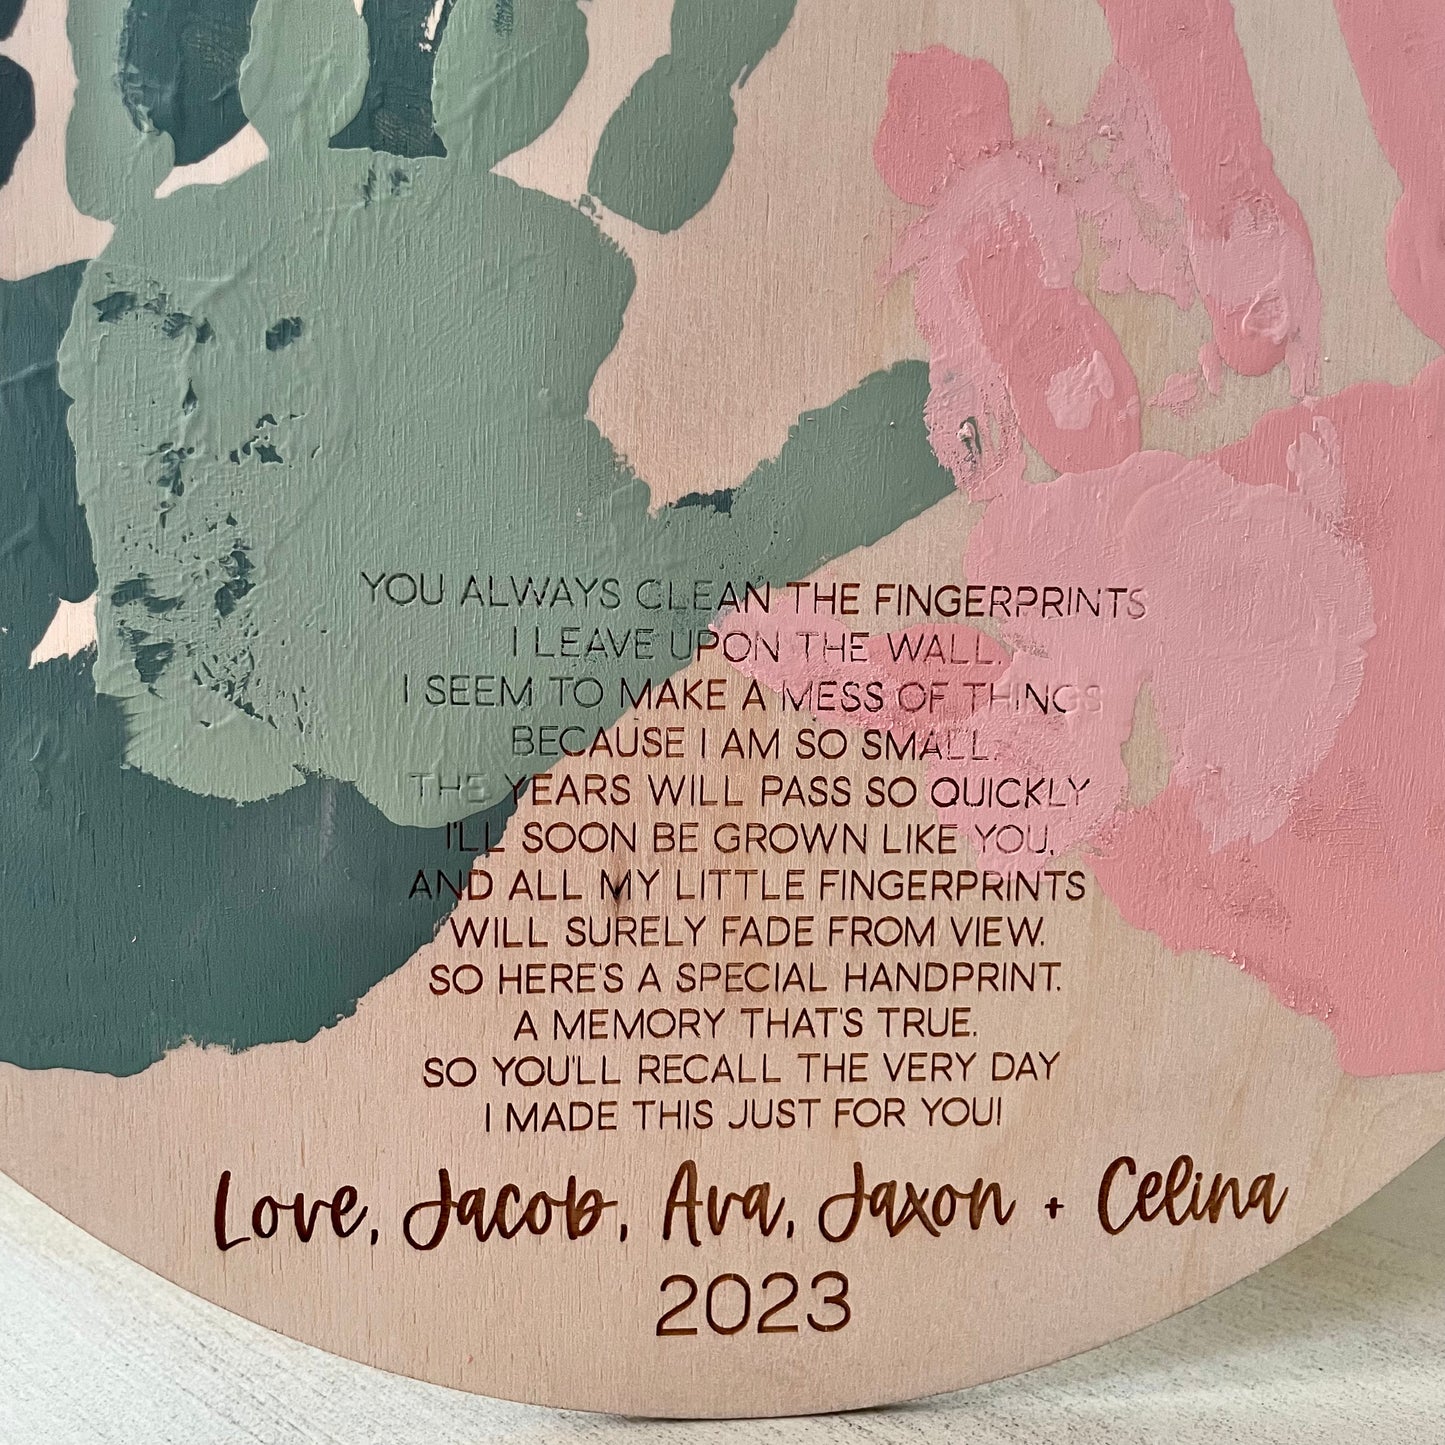 YOU ALWAYS CLEAN THE FINGERPRINTS
I LEAVE UPON THE WALL.
I SEEM TO MAKE A MESS OF THINGS
BECAUSE I AM SO SMALL.
THE YEARS WILL PASS SO QUICKLY
I'LL SOON BE GROWN LIKE YOU,
AND ALL MY LITTLE FINGERPRINTS
WILL SURELY FADE FROM VIEW.
SO HERE'S A SPECIAL HANDPRINT.
A MEMORY THAT'S TRUE.
SO YOU'LL RECALL THE VERY DAY
I MADE THIS JUST FOR YOU!
Love, Jacob, Ava, Jaxon + Celina
2023